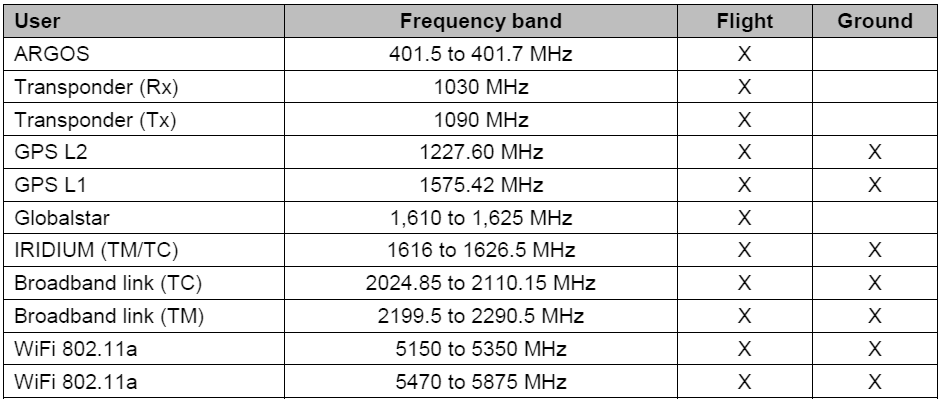 User Frequency band Flight Ground
ARGOS 401.5 to 401.7 MHz X
Transponder (Rx) 1030 MHz X
Transponder (Tx) 1090 MHz X
GPS L2 1227.60 MHz X X
GPS L1 1575.42 MHz X X
Globalstar 1,610 to 1,625 MHz X
IRIDIUM (TM/TC) 1616 to 1626.5 MHz X X
Broadband link (TC) 2024.85 to 2110.15 MHz X X
Broadband link (TM) 2199.5 to 2290.5 MHz X X
WiFi 802.11a 5150 to 5350 MHz X X
WiFi 802.11a 5470 to 5875 MHz X X